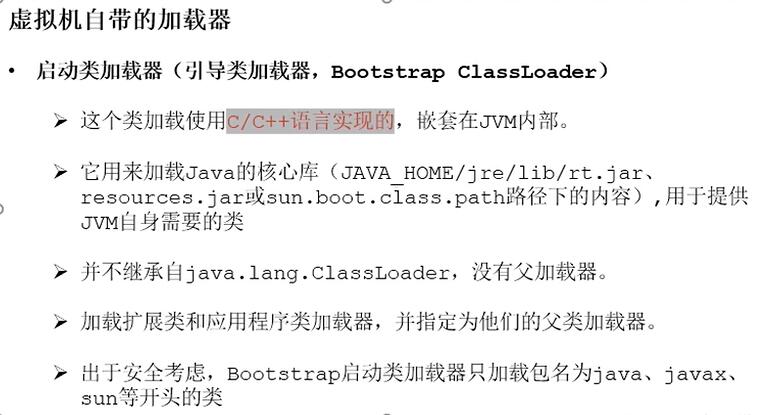 虚拟机自带的加载器
• 启动类加载器（引导类加载器，Bootstrap ClassLoader）
➢ 这个类加载使用C/C++语言实现的，嵌套在JVM内部。
➢ 它用来加载Java的核心库（JAVA_HOME/jre/lib/rt.jar、
resources.jar或sun.boot.class.path路径下的内容）,用于提供
JVM自身需要的类
➢ 并不继承自java.lang.ClassLoader，没有父加载器。
➢ 加载扩展类和应用程序类加载器，并指定为他们的父类加载器。
➢ 出于安全考虑，Bootstrap启动类加载器只加载包名为java、javax、
sun等开头的类